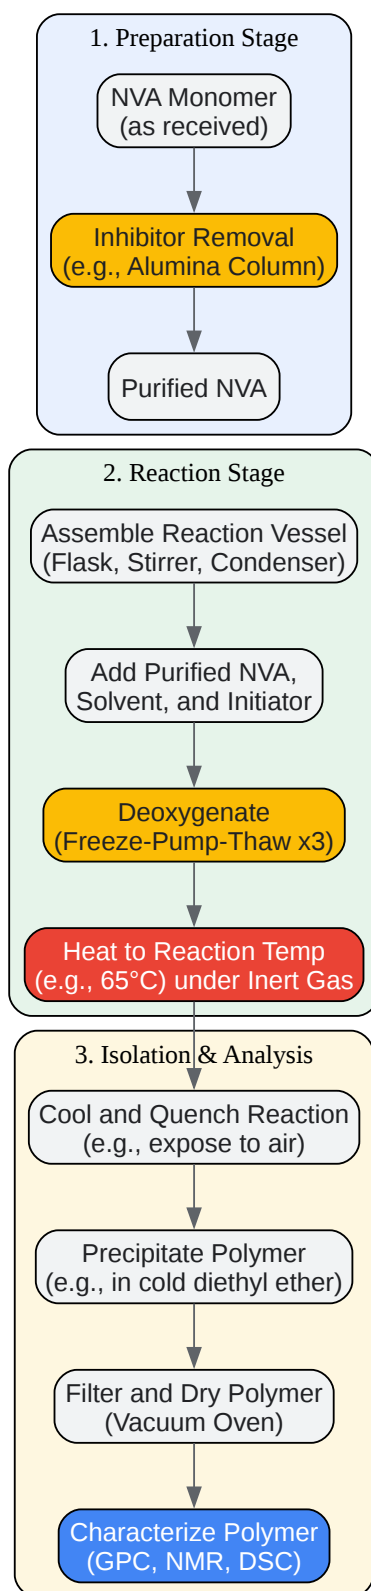 1. Preparation Stage
NVA Monomer
(as received)
Inhibitor Removal
(e.g., Alumina Column)
Purified NVA
2. Reaction Stage
Assemble Reaction Vessel
(Flask, Stirrer, Condenser)
Add Purified NVA,
Solvent, and Initiator
Deoxygenate
(Freeze-Pump-Thaw x3)
Heat to Reaction Temp
(e.g., 65°C) under Inert Gas
3. Isolation & Analysis
Cool and Quench Reaction
(e.g., expose to air)
Precipitate Polymer
(e.g., in cold diethyl ether)
Filter and Dry Polymer
(Vacuum Oven)
Characterize Polymer
(GPC, NMR, DSC)